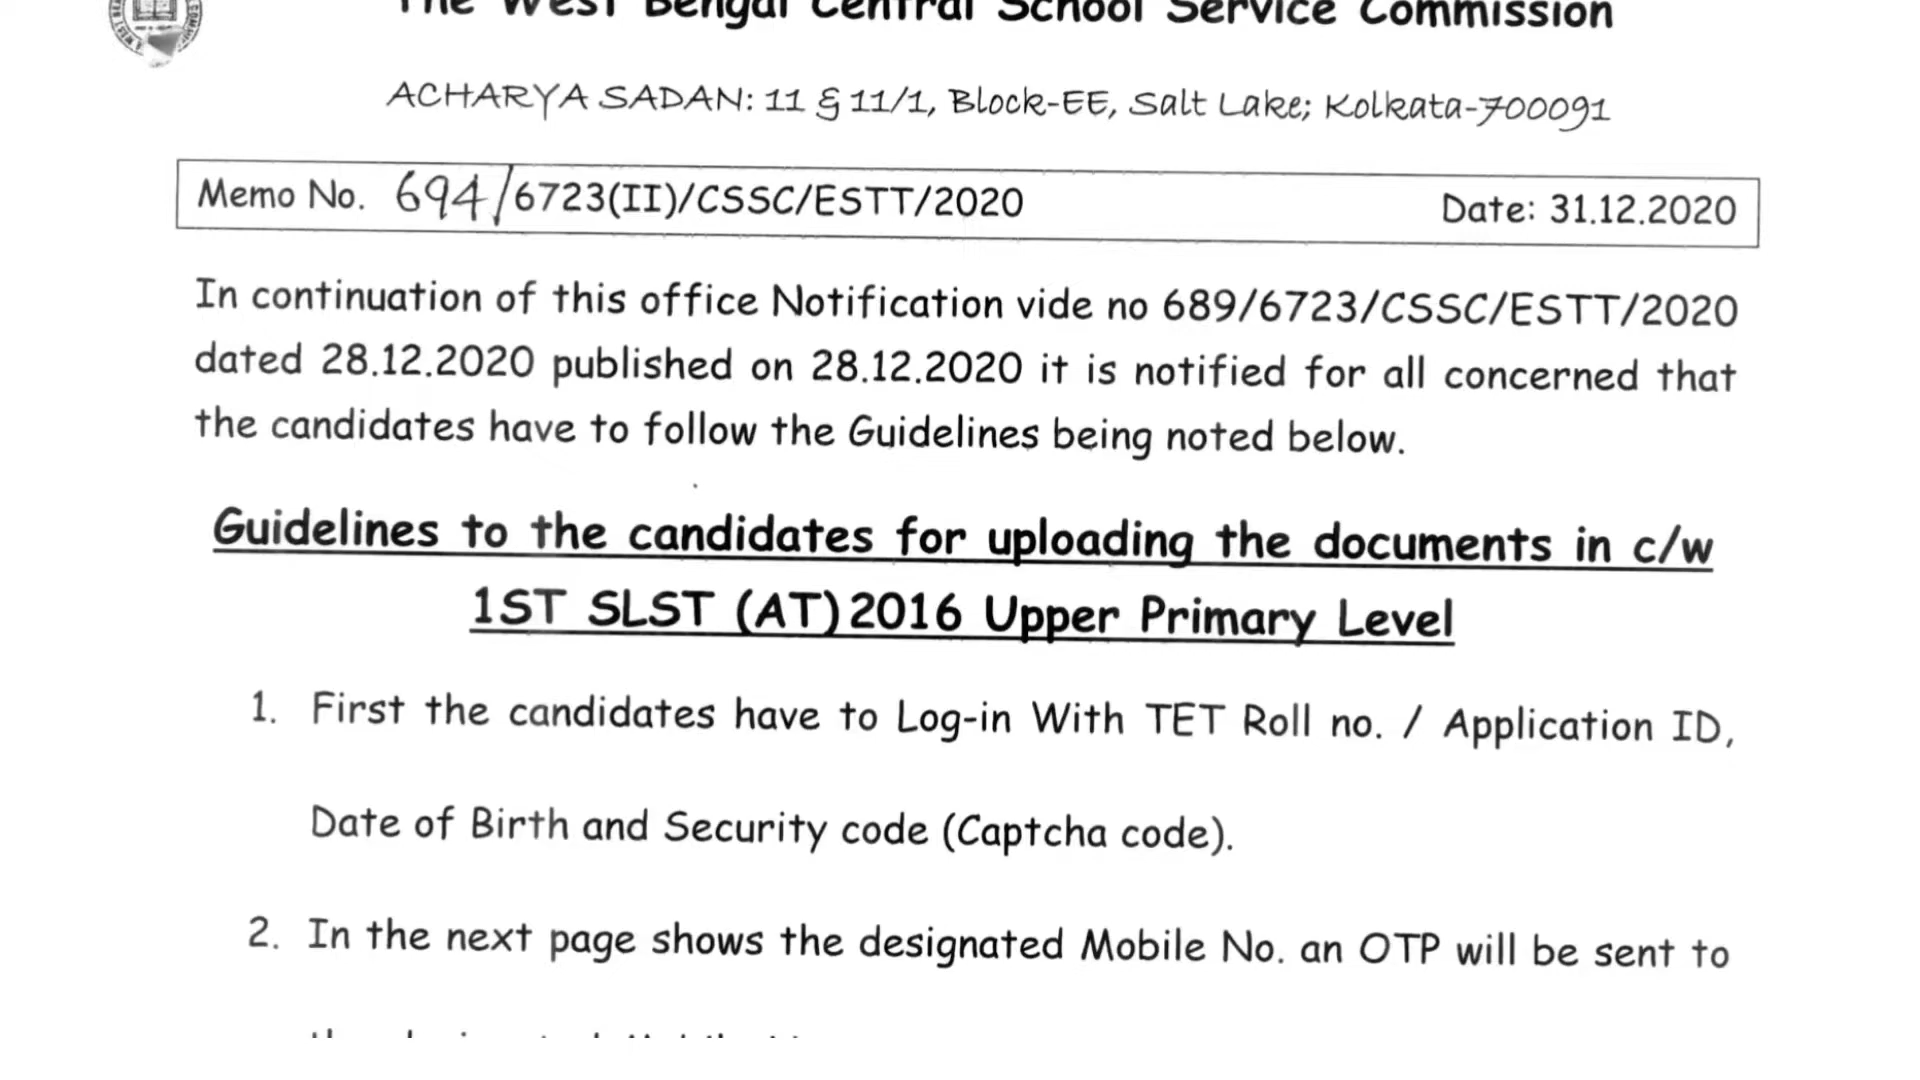 The West Bengal Central School Service Commission
ACHARYA SADAN: 11 & 11/1, Block-EE, Salt Lake; Kolkata-700091
Memo No. 694/6723(II)/CSSC/ESTT/2020 Date: 31.12.2020
In continuation of this office Notification vide no 689/6723/CSSC/ESTT/2020
dated 28.12.2020 published on 28.12.2020 it is notified for all concerned that
the candidates have to follow the Guidelines being noted below.
Guidelines to the candidates for uploading the documents in c/w
1ST SLST (AT) 2016 Upper Primary Level
1. First the candidates have to Log-in With TET Roll no. / Application ID,
Date of Birth and Security code (Captcha code).
2. In the next page shows the designated Mobile No. an OTP will be sent to